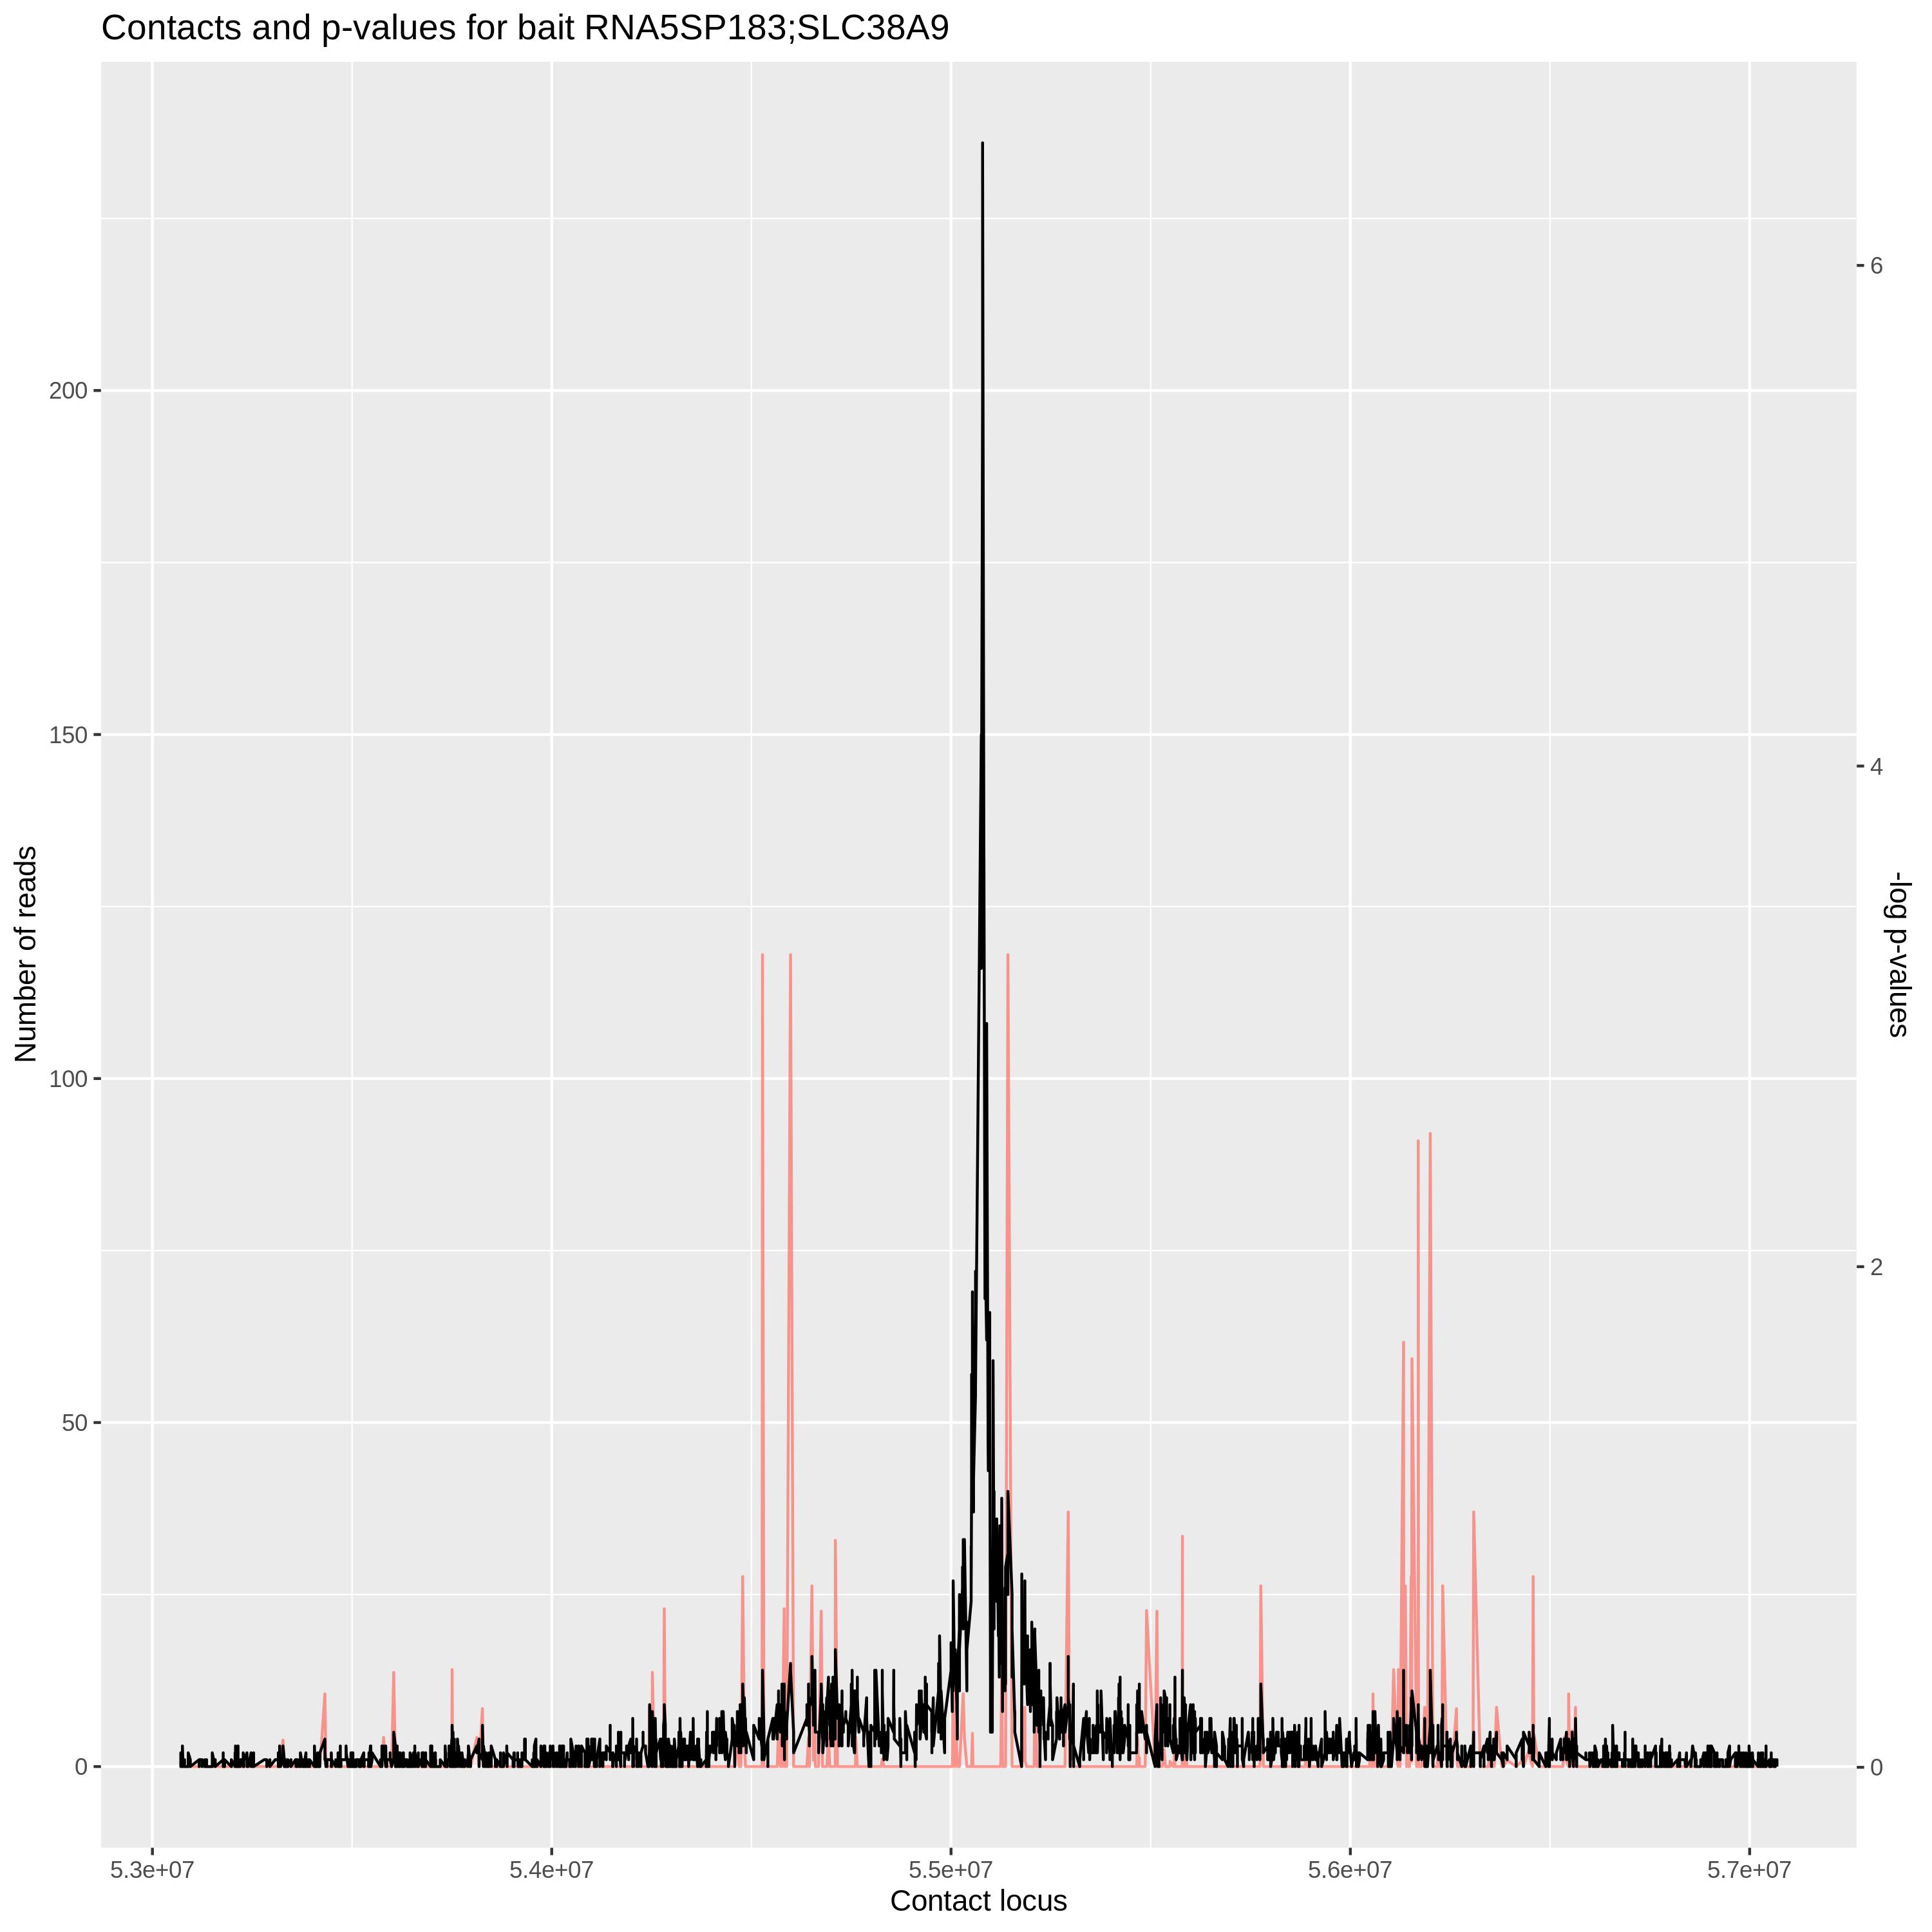 Contacts and p-values for bait RNA5SP183;SLC38A9
Number of reads
200
150
100
50
0
6
4
2
0
-log p-values
5.3e+07 5.4e+07 5.5e+07 5.6e+07 5.7e+07
Contact locus